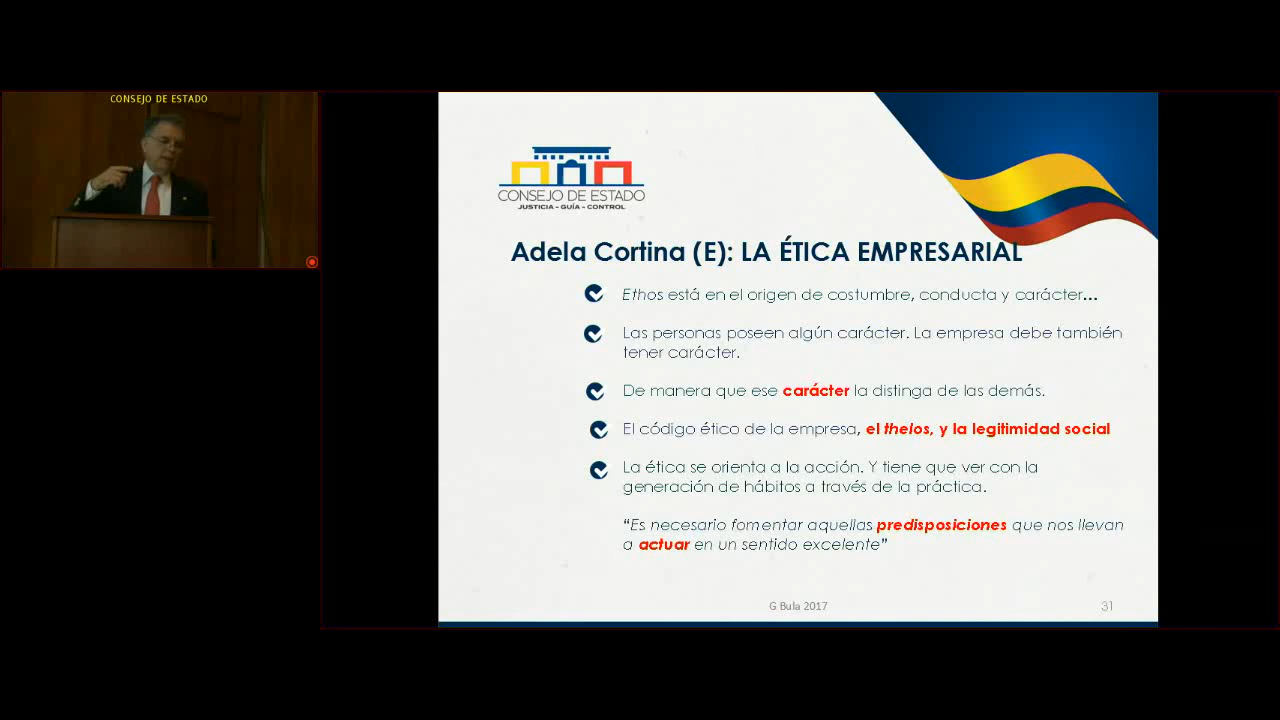 CONSEJO DE ESTADO
CONSEJO DE ESTADO
JUSTICIA - GUÍA - CONTROL
Adela Cortina (E): LA ÉTICA EMPRESARIAL
Ethos está en el origen de costumbre, conducta y carácter...
Las personas poseen algún carácter. La empresa debe también
tener carácter.
De manera que ese carácter la distinga de las demás.
El código ético de la empresa, el thelos, y la legitimidad social
La ética se orienta a la acción. Y tiene que ver con la
generación de hábitos a través de la práctica.
“Es necesario fomentar aquellas predisposiciones que nos llevan
a actuar en un sentido excelente”
G Bula 2017
31